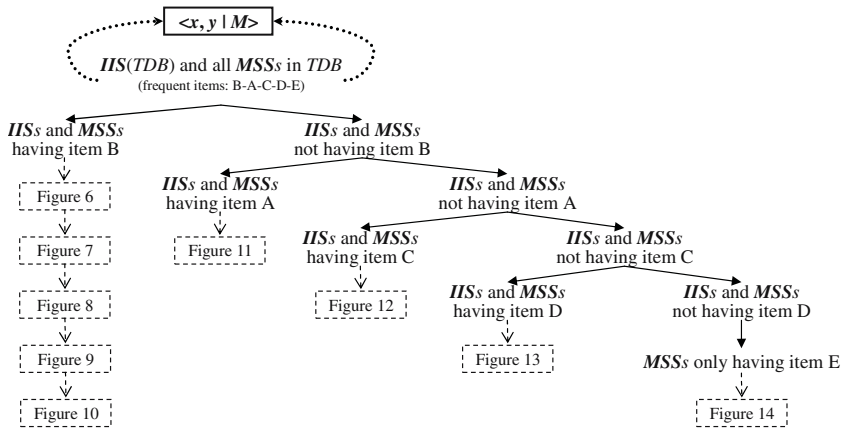 <x, y | M>
IIS(TDB) and all MSSs in TDB
(frequent items: B-A-C-D-E)
IISs and MSSs
having item B
IISs and MSSs
not having item B
Figure 6
IISs and MSSs
having item A
IISs and MSSs
not having item A
Figure 7
Figure 11
IISs and MSSs
having item C
IISs and MSSs
not having item C
Figure 8
Figure 12
IISs and MSSs
having item D
IISs and MSSs
not having item D
Figure 9
Figure 13
MSSs only having item E
Figure 10
Figure 14